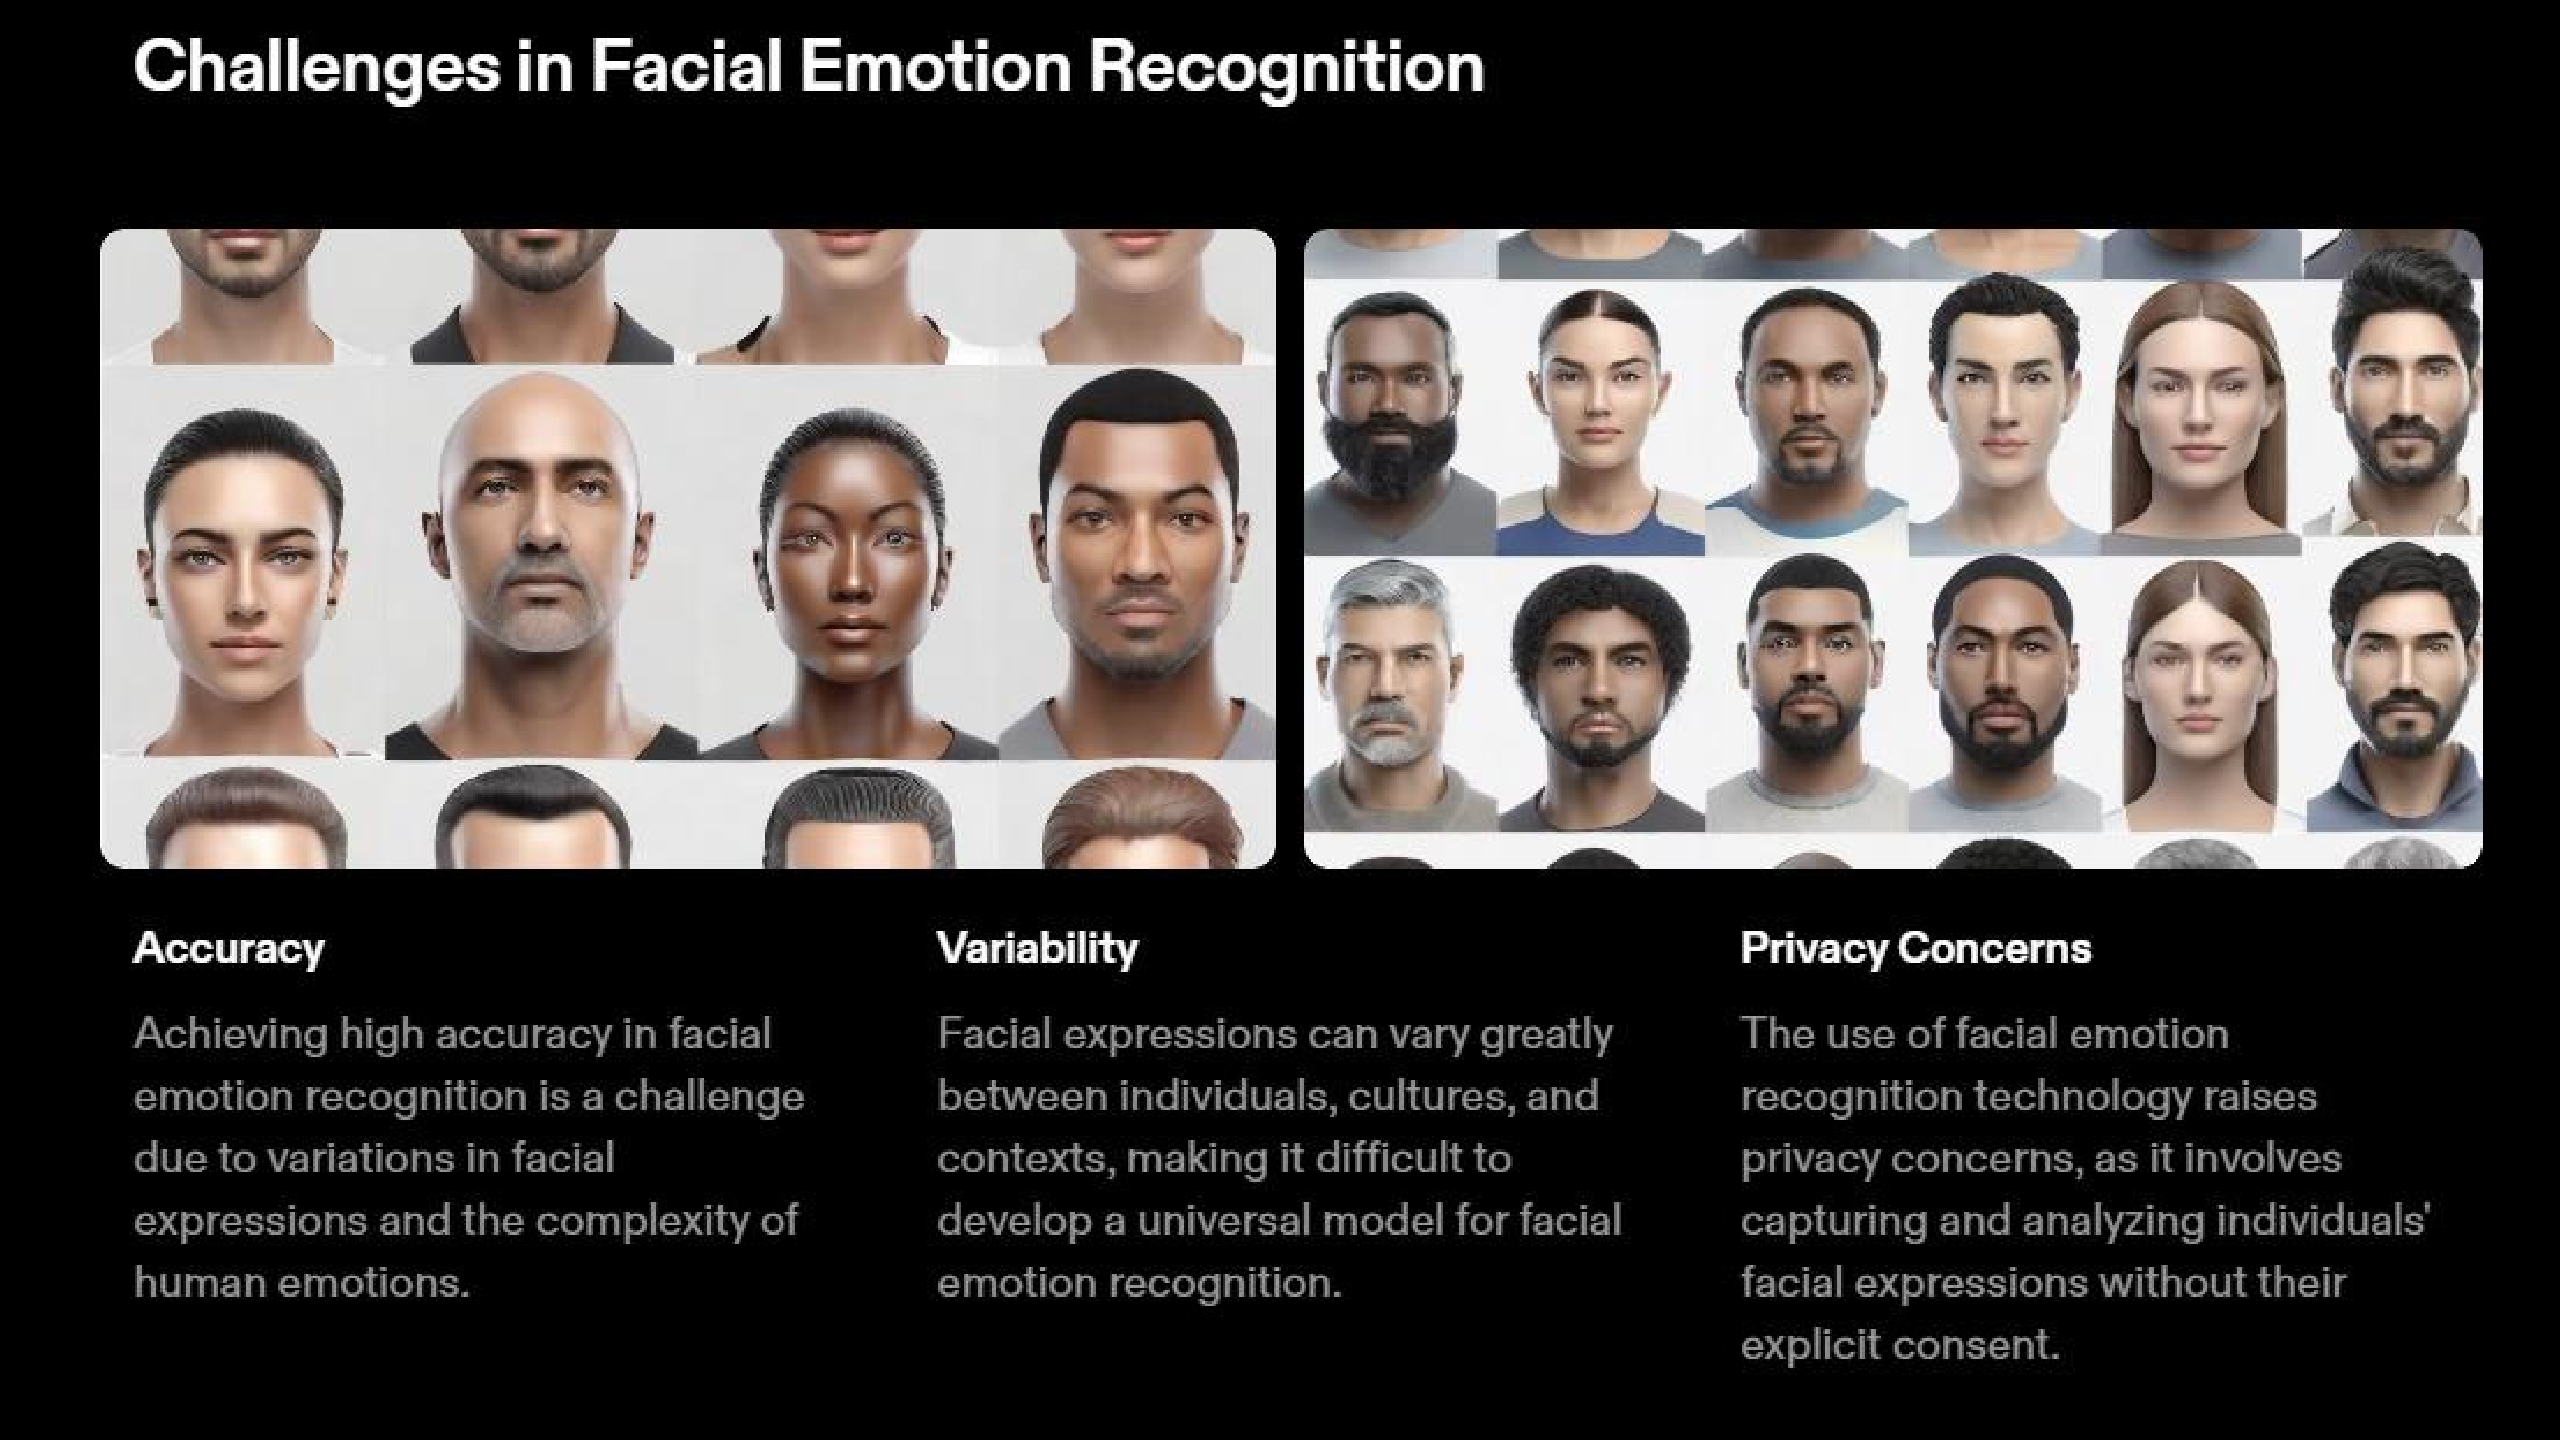 Challenges in Facial Emotion Recognition
Accuracy
Achieving high accuracy in facial
emotion recognition is a challenge
due to variations in facial
expressions and the complexity of
human emotions.
Variability
Facial expressions can vary greatly
between individuals, cultures, and
contexts, making it difficult to
develop a universal model for facial
emotion recognition.
Privacy Concerns
The use of facial emotion
recognition technology raises
privacy concerns, as it involves
capturing and analyzing individuals'
facial expressions without their
explicit consent.